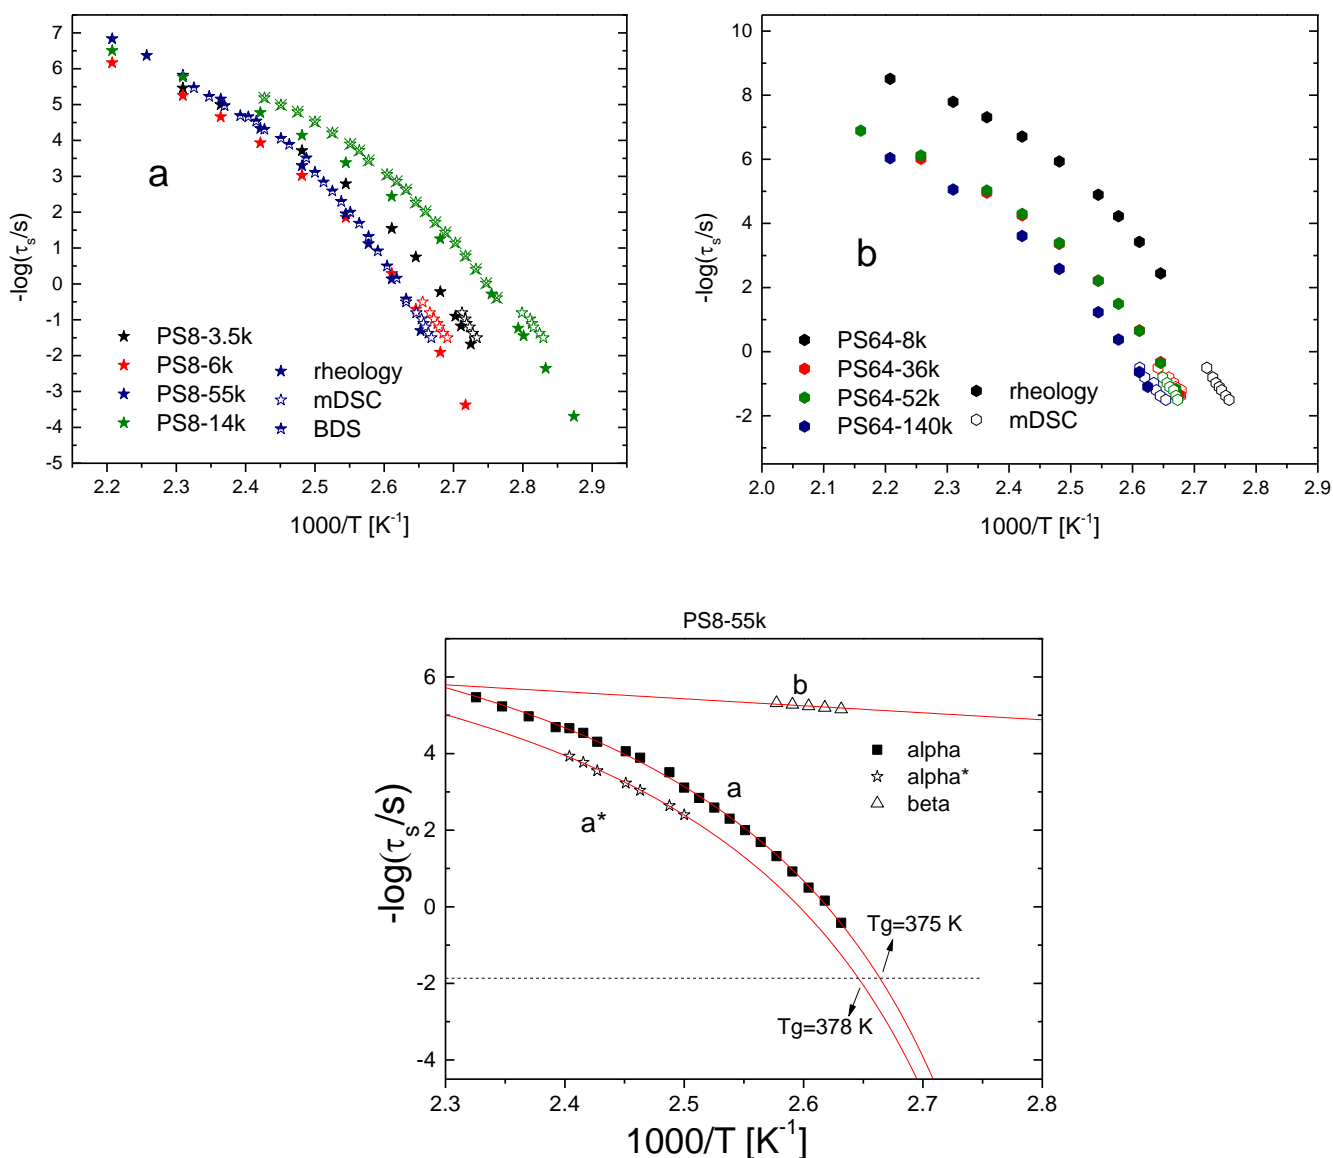 7
6
5
4
3
2
1
0
-1
-2
-3
-4
-5
-log(τs/s)
a
PS8-3.5k
PS8-6k
PS8-55k
PS8-14k
rheology
mDSC
BDS
2.2 2.3 2.4 2.5 2.6 2.7 2.8 2.9
1000/T [K-1]
10
8
6
4
2
0
-2
-log(τs/s)
b
PS64-8k
PS64-36k
PS64-52k
PS64-140k
rheology
mDSC
2.0 2.1 2.2 2.3 2.4 2.5 2.6 2.7 2.8 2.9
1000/T [K-1]
PS8-55k
6
4
2
0
-2
-4
-log(τs/s)
b
a
a*
alpha
alpha*
beta
Tg=375 K
Tg=378 K
2.3 2.4 2.5 2.6 2.7 2.8
1000/T [K-1]